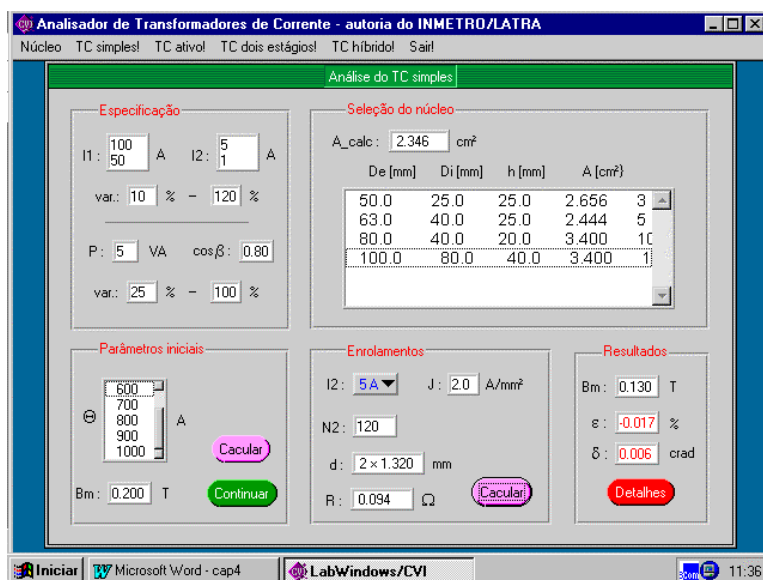 Analisador de Transformadores de Corrente - autoria do INMETRO/LATRA
Núcleo TC simples! TC ativo! TC dois estágios! TC híbrido! Sair!
Análise do TC simples
Especificação
I1 : 100 50 A I2 : 5 1 A
var.: 10 % - 120 %
P : 5 VA cosβ : 0.80
var.: 25 % - 100 %
Seleção do núcleo
A_calc : 2.346 cm²
De [mm] Di [mm] h [mm] A [cm²}
50.0 25.0 25.0 2.656 3
63.0 40.0 25.0 2.444 5
80.0 40.0 20.0 3.400 10
100.0 80.0 40.0 3.400 1
Parâmetros iniciais
Θ 600 700 800 900 1000 A
Cacular
Bm : 0.200 T Continuar
Enrolamentos
I2 : 5 A J : 2.0 A/mm²
N2 : 120
d : 2 × 1.320 mm
R : 0.094 Ω Cacular
Resultados
Bm : 0.130 T
ε : -0.017 %
δ : 0.006 crad
Detalhes
Iniciar Microsoft Word - cap4 LabWindows/CVI 11:36